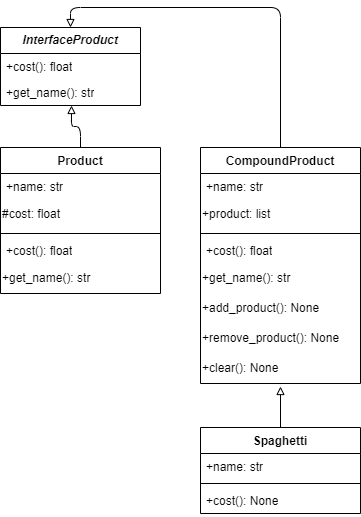 InterfaceProduct
+cost(): float
+get_name(): str
Product
+name: str
#cost: float
+cost(): float
+get_name(): str
CompoundProduct
+name: str
+product: list
+cost(): float
+get_name(): str
+add_product(): None
+remove_product(): None
+clear(): None
Spaghetti
+name: str
+cost(): None